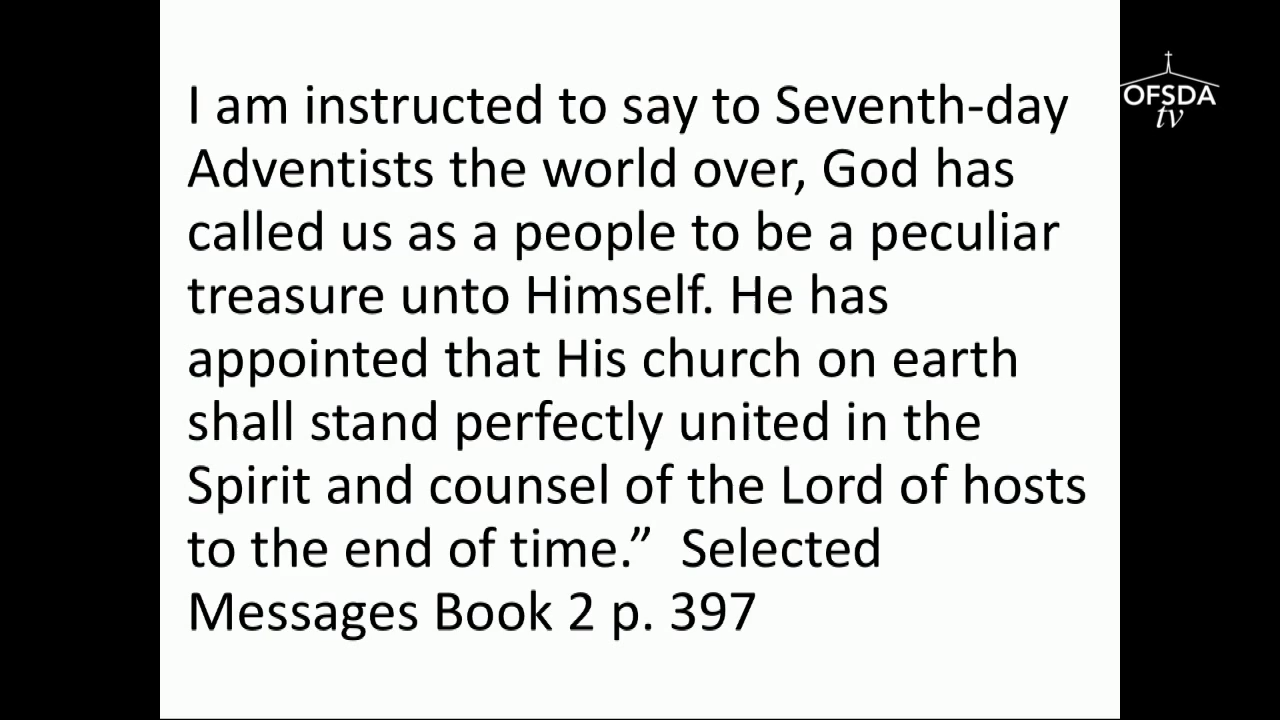 I am instructed to say to Seventh-day
Adventists the world over, God has
called us as a people to be a peculiar
treasure unto Himself. He has
appointed that His church on earth
shall stand perfectly united in the
Spirit and counsel of the Lord of hosts
to the end of time.”  Selected
Messages Book 2 p. 397
OFSDA
tv